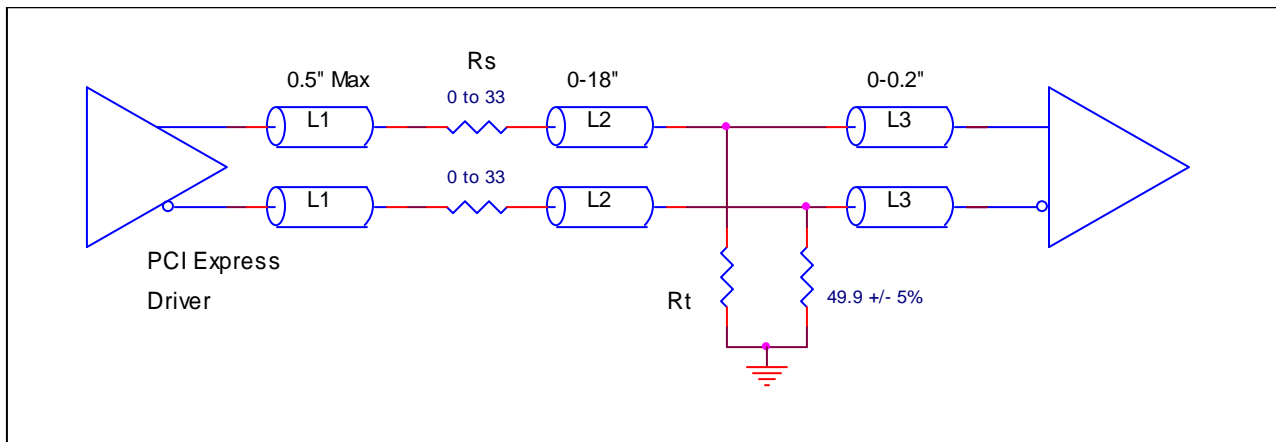 Rs
0.5" Max
0-18"
0-0.2"
0 to 33
L1
L2
L3
0 to 33
L1
L2
L3
PCI Express
Driver
Rt
49.9 +/- 5%